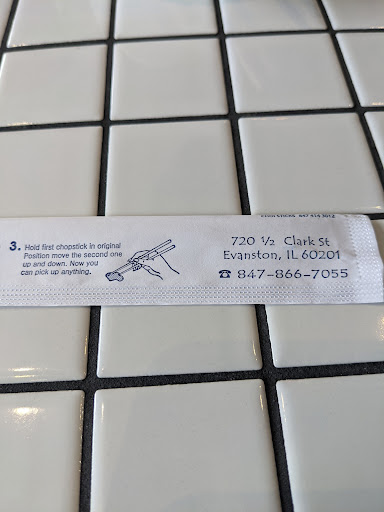 3. Hold first chopstick in original
Position move the second one
up and down. Now you
can pick up anything.
720 ½ Clark St
Evanston, IL 60201
☎ 847-866-7055